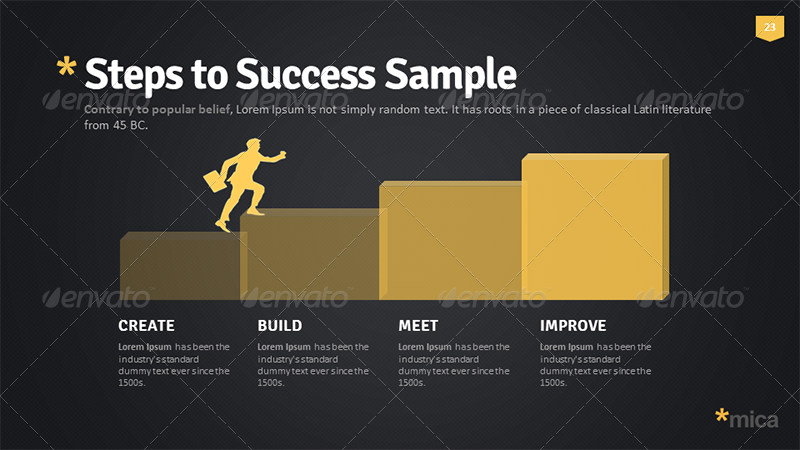 23
* Steps to Success Sample
Contrary to popular belief, Lorem Ipsum is not simply random text. It has roots in a piece of classical Latin literature
from 45 BC.
envato envato envato envato
envato envato envato envato
CREATE
Lorem Ipsum has been the
industry's standard
dummy text ever since the
1500s.
BUILD
Lorem Ipsum has been the
industry's standard
dummy text ever since the
1500s.
MEET
Lorem Ipsum has been the
industry's standard
dummy text ever since the
1500s.
IMPROVE
Lorem Ipsum has been the
industry's standard
dummy text ever since the
1500s.
*mica